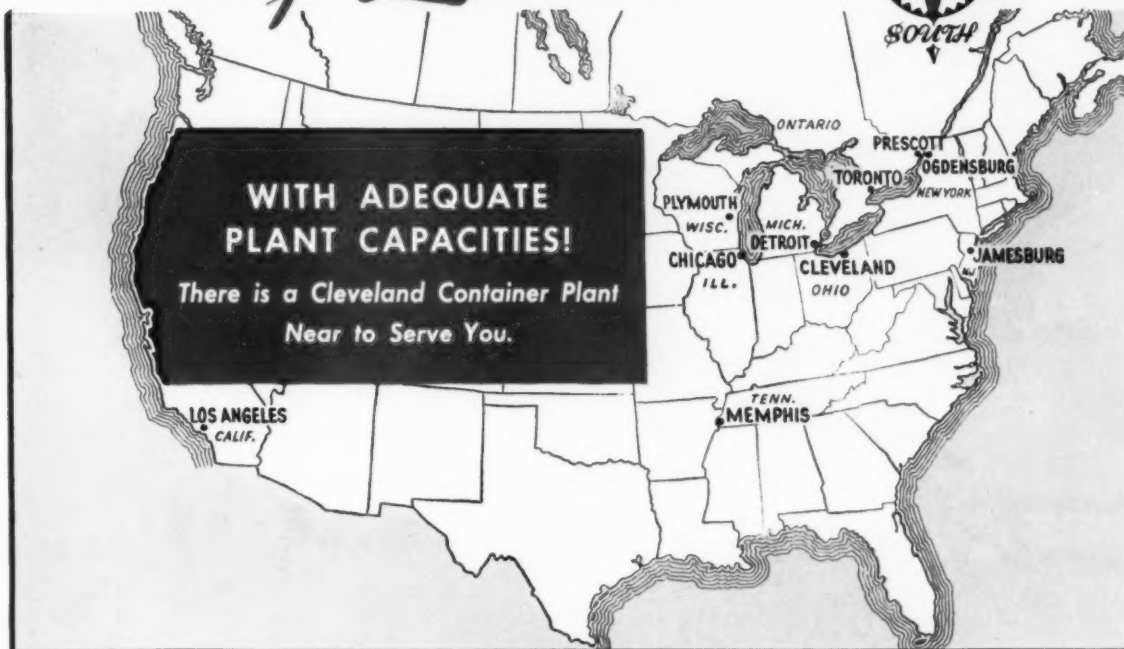 SOUTH
WITH ADEQUATE
PLANT CAPACITIES!
There is a Cleveland Container Plant
Near to Serve You.
ONTARIO
PRESCOTT
OGDENSBURG
TORONTO
NEW YORK
PLYMOUTH
WISC.
MICH.
DETROIT
CHICAGO
ILL.
CLEVELAND
OHIO
JAMESBURG
N.J.
LOS ANGELES
CALIF.
TENN.
MEMPHIS